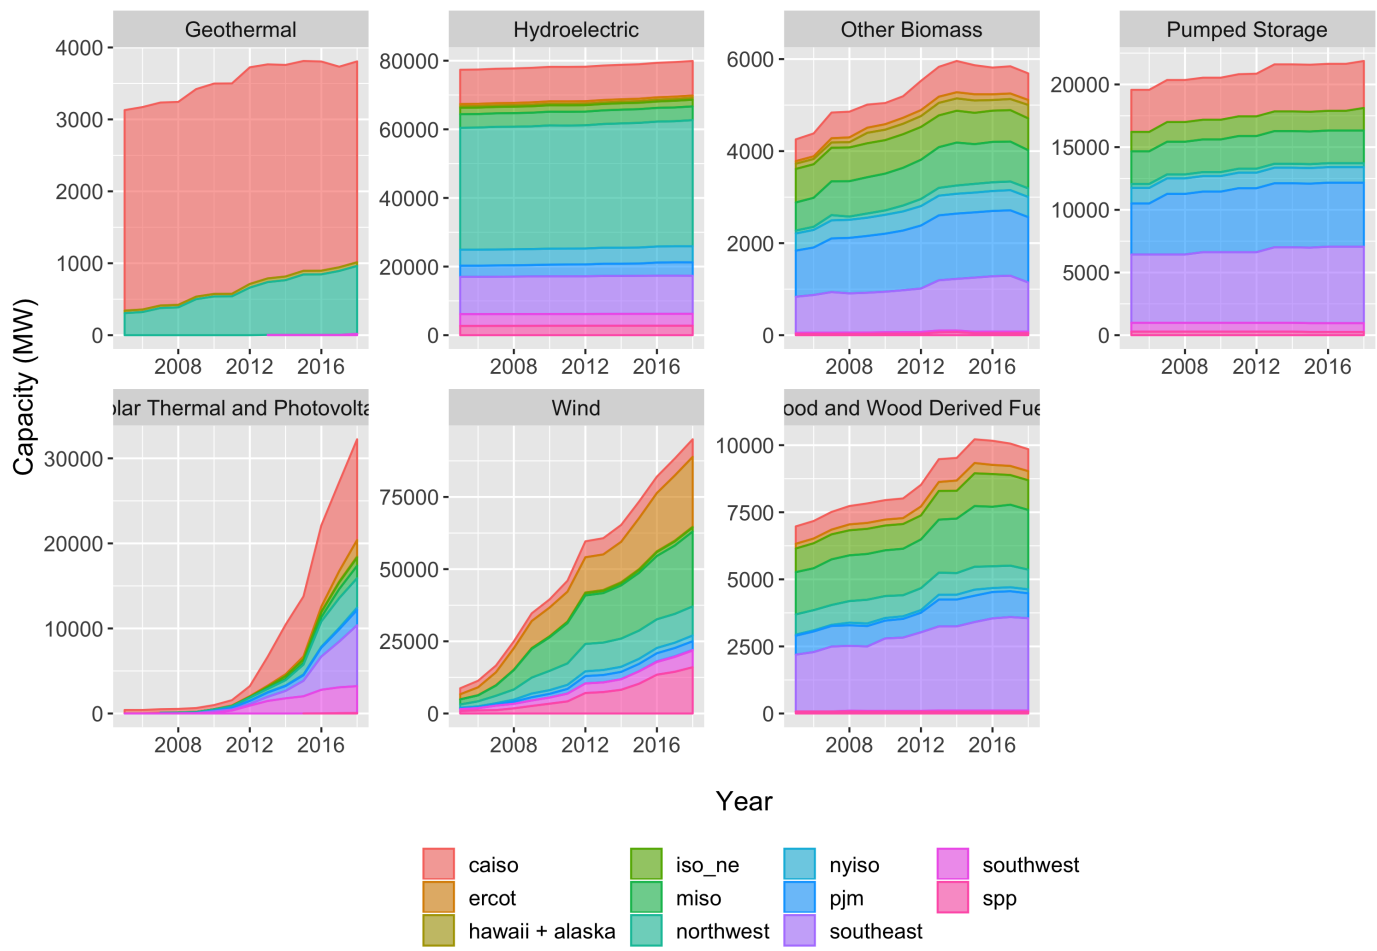 Geothermal
Hydroelectric
Other Biomass
Pumped Storage
4000
3000
2000
1000
0
2008 2012 2016
80000
60000
40000
20000
0
2008 2012 2016
6000
4000
2000
0
2008 2012 2016
20000
15000
10000
5000
0
2008 2012 2016
Capacity (MW)
olar Thermal and Photovolta
Wind
ood and Wood Derived Fue
30000
20000
10000
0
2008 2012 2016
75000
50000
25000
0
2008 2012 2016
10000
7500
5000
2500
0
2008 2012 2016
Year
caiso
ercot
hawaii + alaska
iso_ne
miso
northwest
nyiso
pjm
southeast
southwest
spp